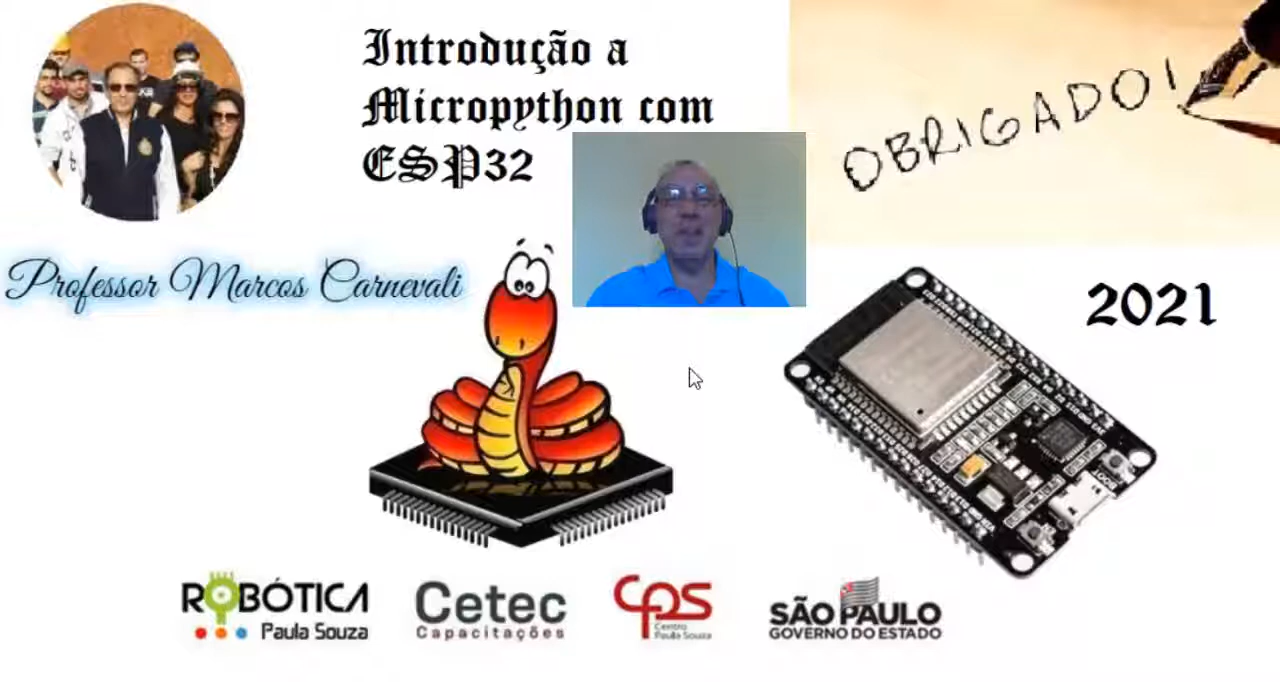 Introdução a
Micropython com
ESP32
OBRIGADO!
Professor Marcos Carnevali
2021
ROBÓTICA
Paula Souza
Cetec
Capacitações
CPS
Centro
Paula Souza
SÃO PAULO
GOVERNO DO ESTADO